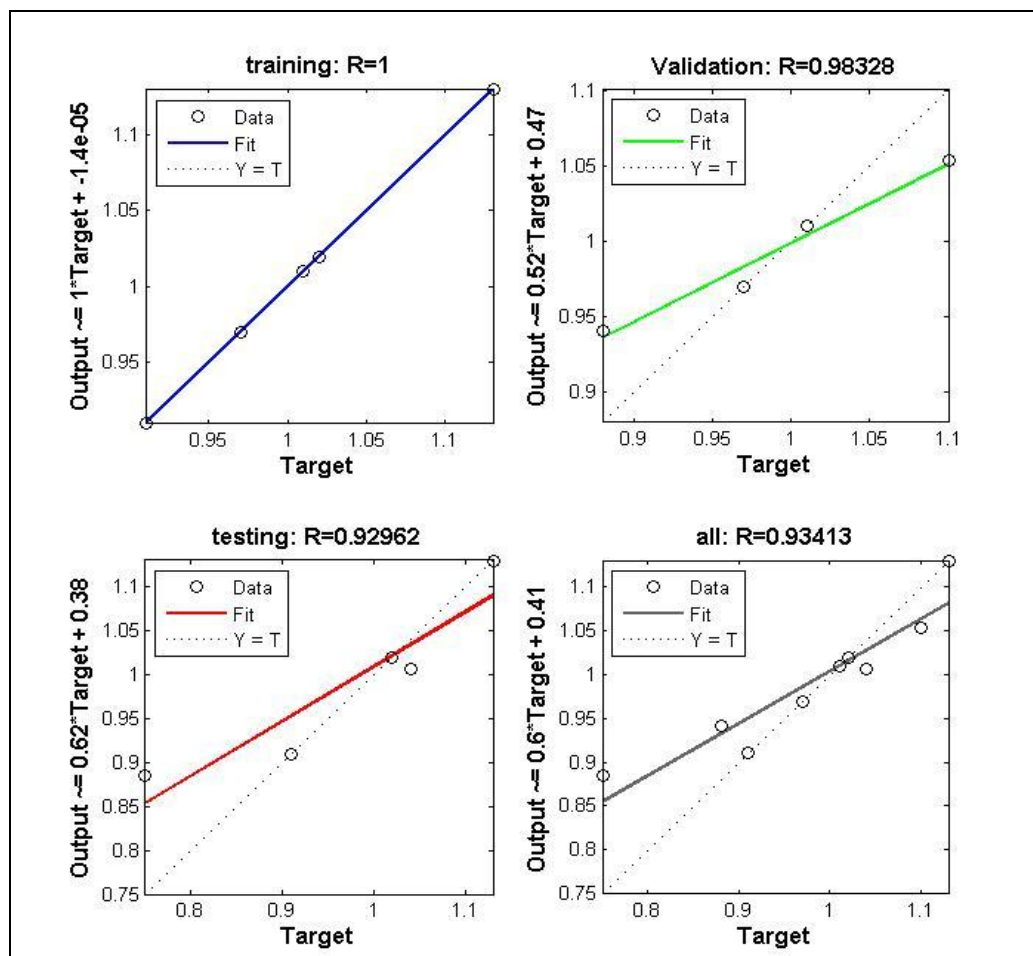 training: R=1
Output ~= 1*Target + -1.4e-05
Data
Fit
Y = T
1.1
1.05
1
0.95
0.95
1
1.05
1.1
Target
Validation: R=0.98328
Output ~= 0.52*Target + 0.47
Data
Fit
Y = T
1.1
1.05
1
0.95
0.9
0.9
0.95
1
1.05
1.1
Target
testing: R=0.92962
Output ~= 0.62*Target + 0.38
Data
Fit
Y = T
1.1
1.05
1
0.95
0.9
0.85
0.8
0.75
0.8
0.9
1
1.1
Target
all: R=0.93413
Output ~= 0.6*Target + 0.41
Data
Fit
Y = T
1.1
1.05
1
0.95
0.9
0.85
0.8
0.75
0.8
0.9
1
1.1
Target